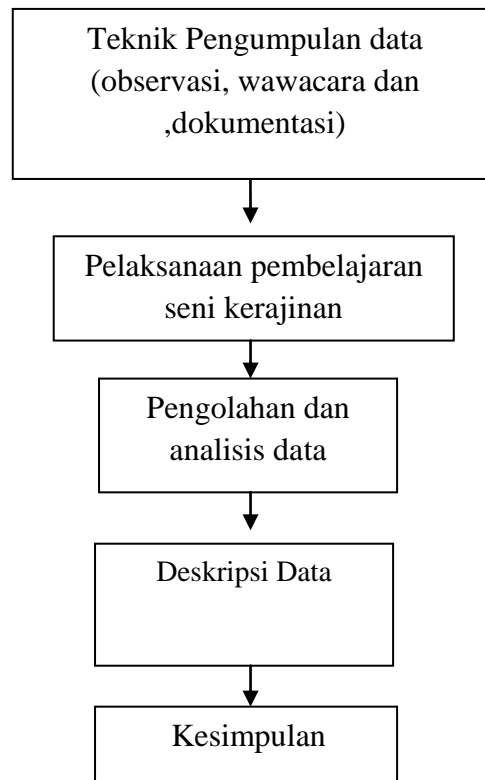 Teknik Pengumpulan data
(observasi, wawacara dan
,dokumentasi)
Pelaksanaan pembelajaran
seni kerajinan
Pengolahan dan
analisis data
Deskripsi Data
Kesimpulan